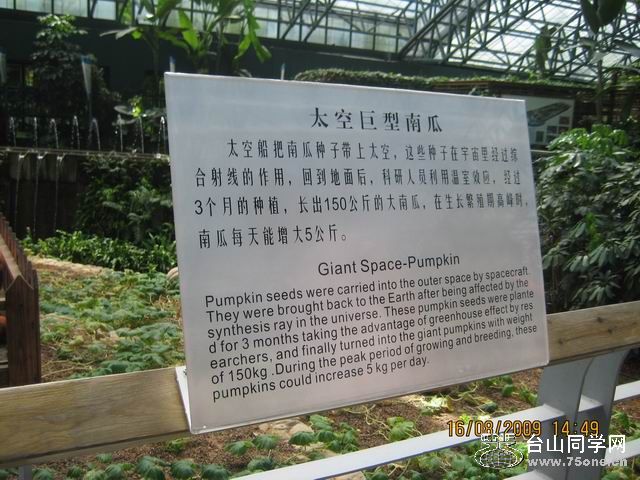 太空巨型南瓜
太空船把南瓜种子带上太空，这些种子在宇宙里经过综
合射线的作用，回到地面后，科研人员利用温室效应，经过
3个月的种植，长出150公斤的大南瓜，在生长繁殖期高峰时，
南瓜每天能增大5公斤。
Giant Space-Pumpkin
Pumpkin seeds were carried into the outer space by spacecraft.
They were brought back to the Earth after being affected by the
synthesis ray in the universe. These pumpkin seeds were plante
d for 3 months taking the advantage of greenhouse effect by res
earchers, and finally turned into the giant pumpkins with weight
of 150kg .During the peak period of growing and breeding, these
pumpkins could increase 5 kg per day.
16/08/2009 14:49
台山同学网
www.75one.cn